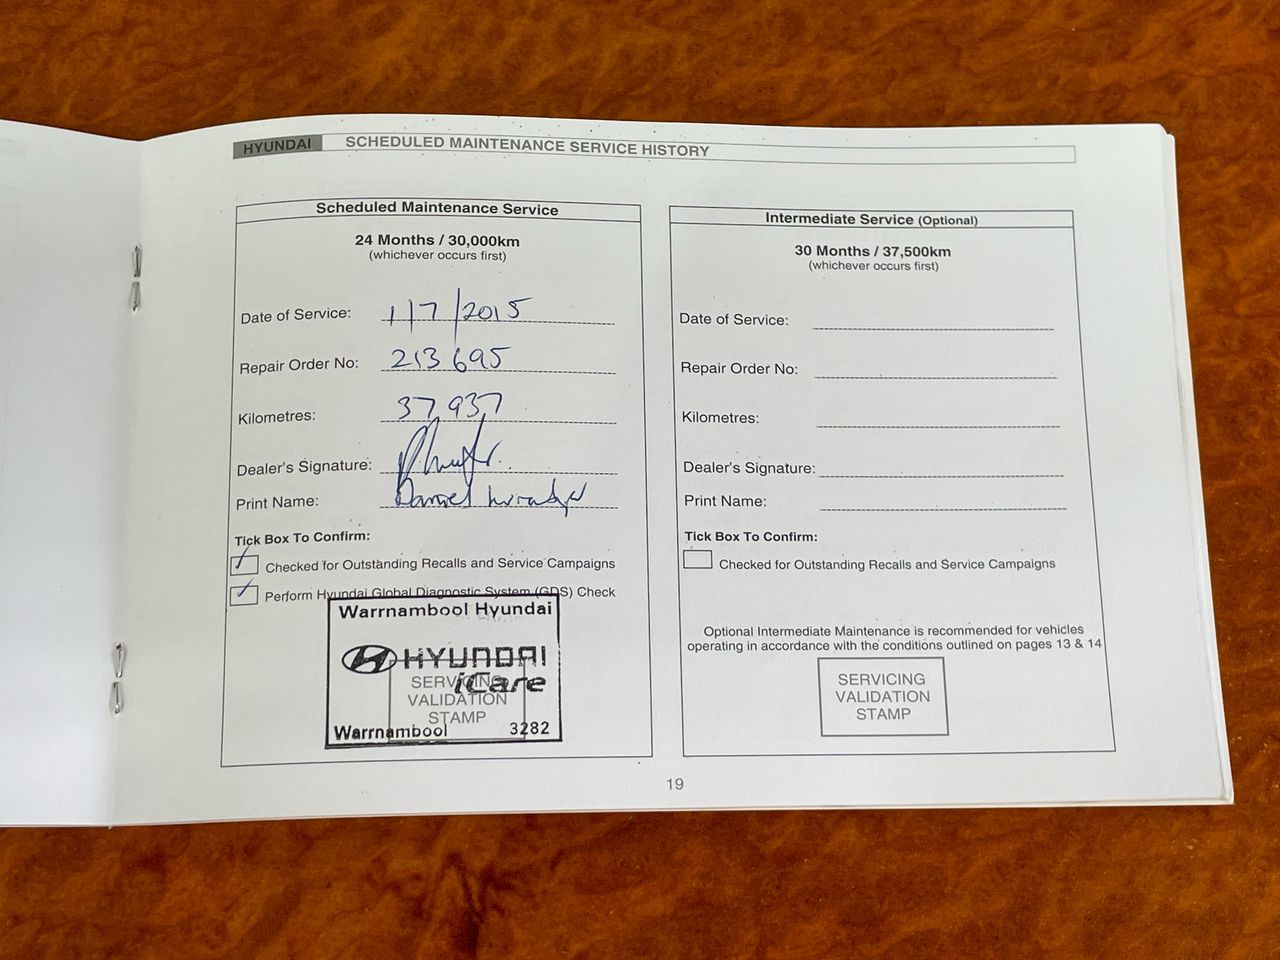 HYUNDAI SCHEDULED MAINTENANCE SERVICE HISTORY
Scheduled Maintenance Service
24 Months / 30,000km
(whichever occurs first)
Date of Service: 1/7/2015
Repair Order No: 213695
Kilometres: 37,937
Dealer's Signature:
Print Name: Daniel
Tick Box To Confirm:
Checked for Outstanding Recalls and Service Campaigns
Perform Hyundai Global Diagnostic System (GDS) Check
Warrnambool Hyundai
HYUNDAI
iCare
SERVICING
VALIDATION
STAMP
Warrnambool 3282
Intermediate Service (Optional)
30 Months / 37,500km
(whichever occurs first)
Date of Service:
Repair Order No:
Kilometres:
Dealer's Signature:
Print Name:
Tick Box To Confirm:
Checked for Outstanding Recalls and Service Campaigns
Optional Intermediate Maintenance is recommended for vehicles
operating in accordance with the conditions outlined on pages 13 & 14
SERVICING
VALIDATION
STAMP
19